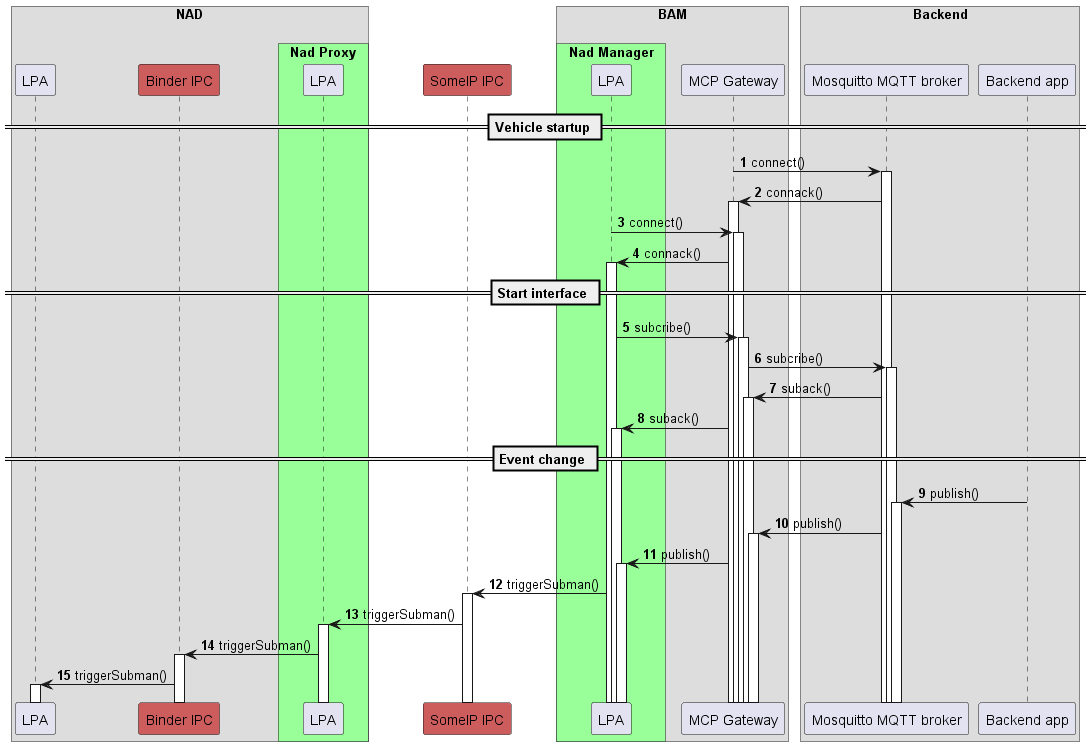 NAD
BAM
Backend
Nad Proxy
Nad Manager
LPA
Binder IPC
LPA
SomeIP IPC
LPA
MCP Gateway
Mosquitto MQTT broker
Backend app
Vehicle startup
1 connect()
2 connack()
3 connect()
4 connack()
Start interface
5 subcribe()
6 subcribe()
7 suback()
8 suback()
Event change
9 publish()
10 publish()
11 publish()
12 triggerSubman()
13 triggerSubman()
14 triggerSubman()
15 triggerSubman()
LPA
Binder IPC
LPA
SomeIP IPC
LPA
MCP Gateway
Mosquitto MQTT broker
Backend app